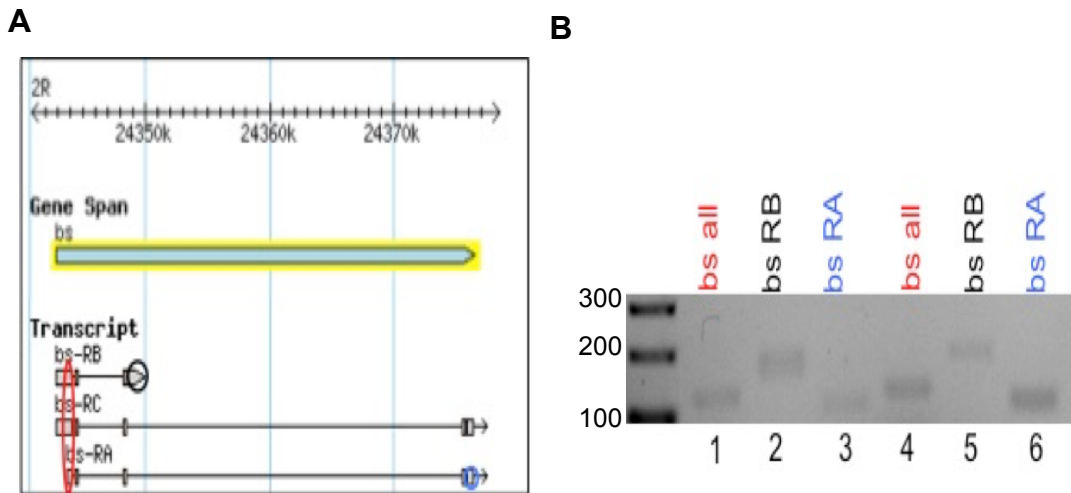 A
B
2R
24350k
24360k
24370k
Gene Span
bs
Transcript
bs-RB
bs-RC
bs-RA
bs all
bs RB
bs RA
bs all
bs RB
bs RA
300
200
100
1 2 3 4 5 6